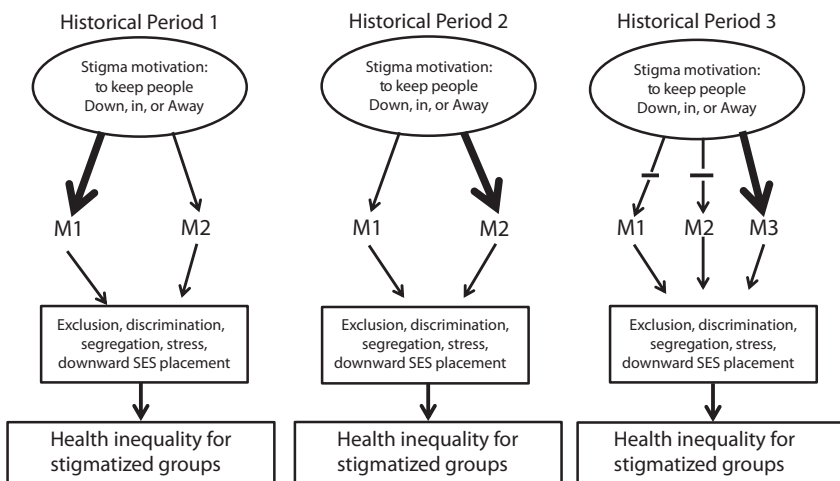 Historical Period 1
Stigma motivation:
to keep people
Down, in, or Away
M1
M2
Exclusion, discrimination,
segregation, stress,
downward SES placement
Health inequality for
stigmatized groups
Historical Period 2
Stigma motivation:
to keep people
Down, in, or Away
M1
M2
Exclusion, discrimination,
segregation, stress,
downward SES placement
Health inequality for
stigmatized groups
Historical Period 3
Stigma motivation:
to keep people
Down, in, or Away
M1
M2
M3
Exclusion, discrimination,
segregation, stress,
downward SES placement
Health inequality for
stigmatized groups